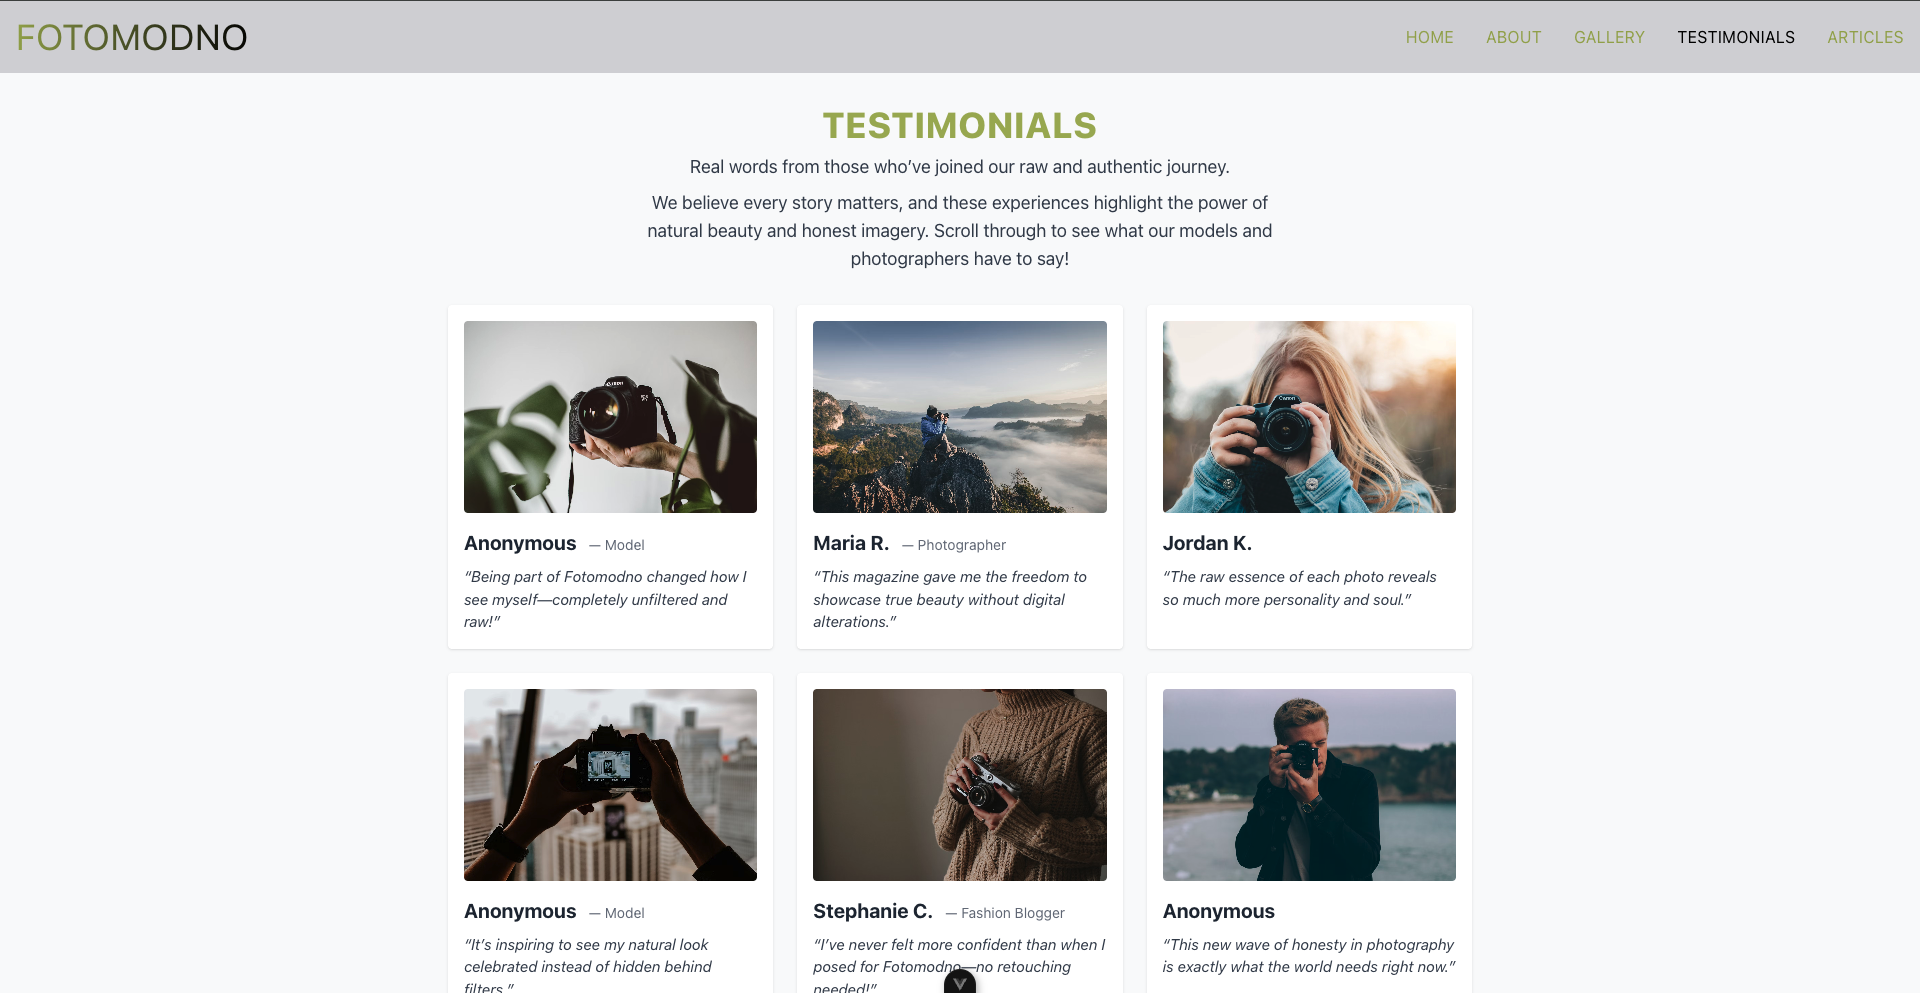 FOTOMODNO
HOME ABOUT GALLERY TESTIMONIALS ARTICLES
TESTIMONIALS
Real words from those who’ve joined our raw and authentic journey.
We believe every story matters, and these experiences highlight the power of
natural beauty and honest imagery. Scroll through to see what our models and
photographers have to say!
Canon
Anonymous — Model
“Being part of Fotomodno changed how I
see myself—completely unfiltered and
raw!”
Maria R. — Photographer
“This magazine gave me the freedom to
showcase true beauty without digital
alterations.”
Canon
Jordan K.
“The raw essence of each photo reveals
so much more personality and soul.”
Anonymous — Model
“It’s inspiring to see my natural look
celebrated instead of hidden behind
filters.”
Stephanie C. — Fashion Blogger
“I’ve never felt more confident than when I
posed for Fotomodno—no retouching
needed!”
Anonymous
“This new wave of honesty in photography
is exactly what the world needs right now.”